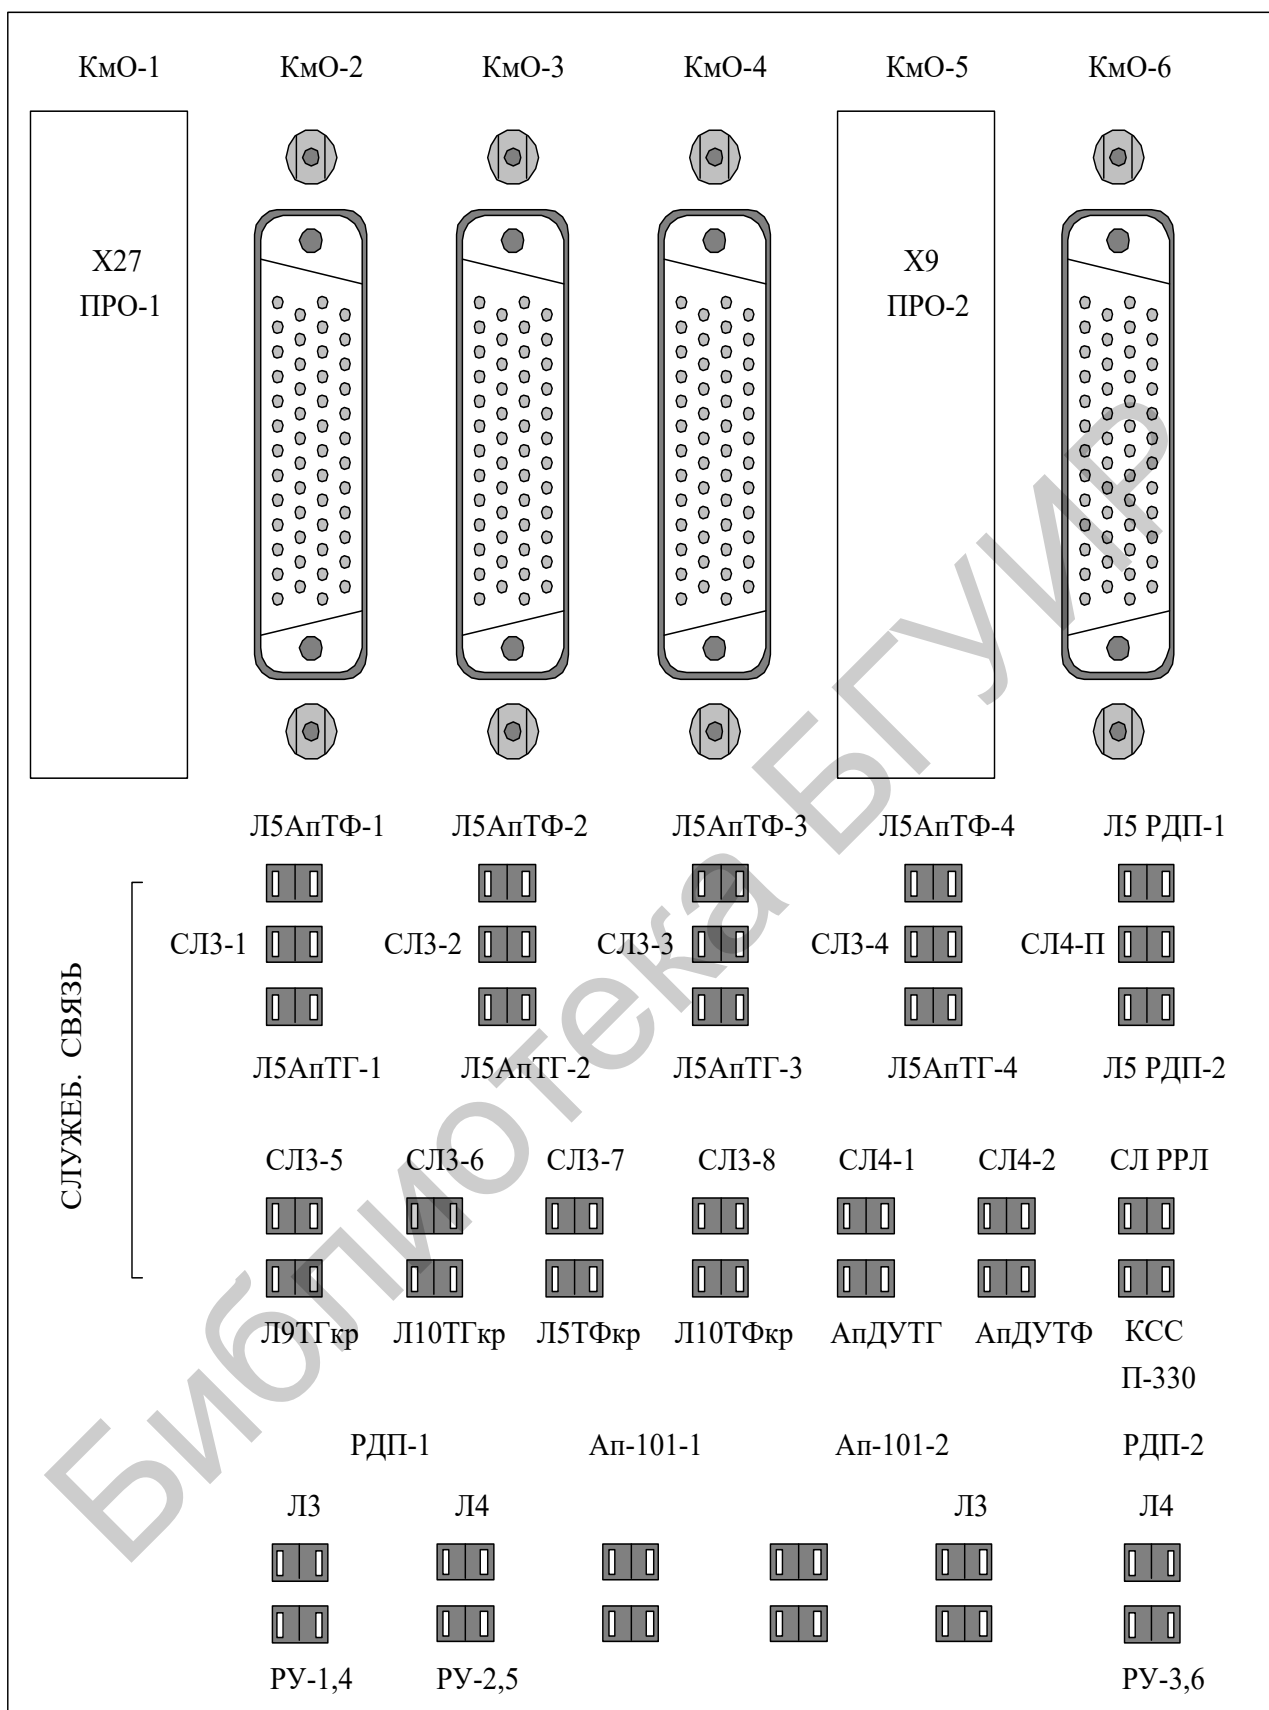 КмО-1 КмО-2 КмО-3 КмО-4 КмО-5 КмО-6
Х27
ПРО-1
Х9
ПРО-2
Л5АпТФ-1 Л5АпТФ-2 Л5АпТФ-3 Л5АпТФ-4 Л5 РДП-1
СЛ3-1 СЛ3-2 СЛ3-3 СЛ3-4 СЛ4-П
Л5АпТГ-1 Л5АпТГ-2 Л5АпТГ-3 Л5АпТГ-4 Л5 РДП-2
СЛУЖЕБ. СВЯЗЬ
СЛ3-5 СЛ3-6 СЛ3-7 СЛ3-8 СЛ4-1 СЛ4-2 СЛ РРЛ
Л9ТГкр Л10ТГкр Л5ТФкр Л10ТФкр АпДУТГ АпДУТФ КСС
П-330
РДП-1 Ап-101-1 Ап-101-2 РДП-2
Л3 Л4 Л3 Л4
РУ-1,4 РУ-2,5 РУ-3,6
Библиотека БГУИР